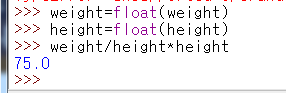 >>> weight=float(weight)
>>> height=float(height)
>>> weight/height*height
75.0
>>>